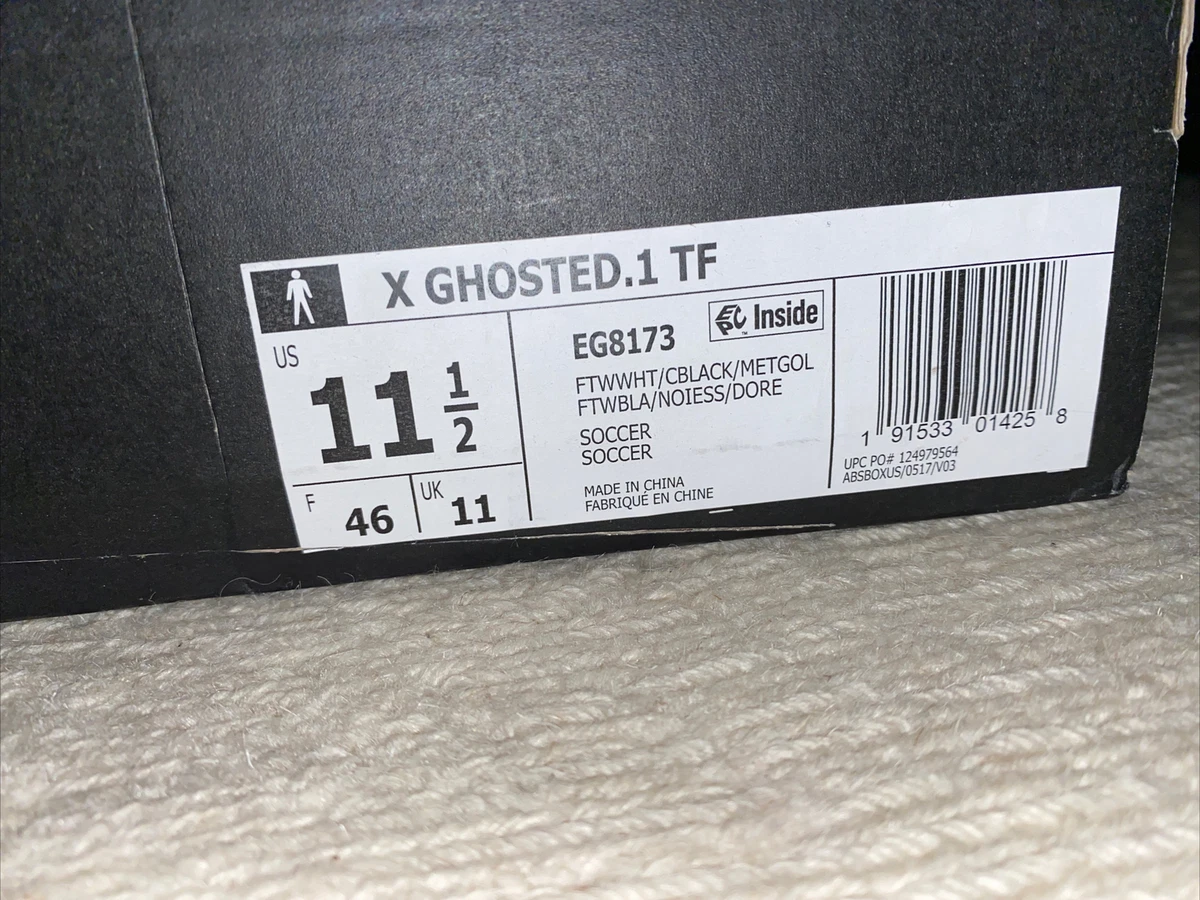 X GHOSTED.1 TF
US
11 1/2
F 46
UK 11
EG8173
EPC Inside
FTWWHT/CBLACK/METGOL
FTWBLA/NOIESS/DORE
SOCCER
SOCCER
MADE IN CHINA
FABRIQUÉ EN CHINE
1 91533 01425 8
UPC PO# 124979564
ABSBOXUS/0517/V03